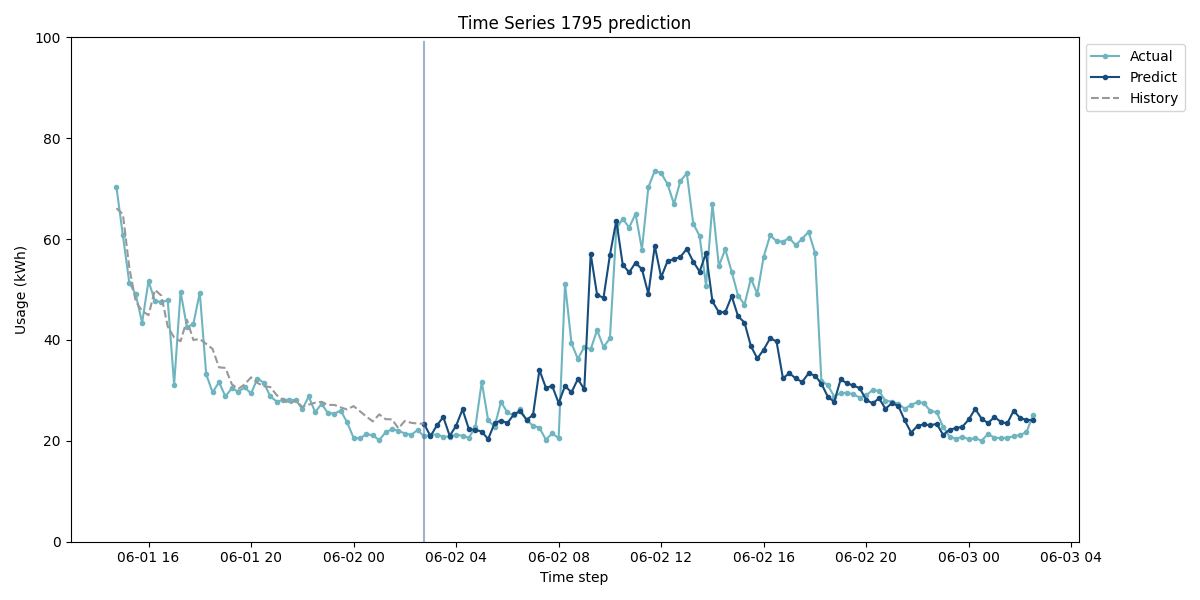 Time Series 1795 prediction
100
80
60
40
20
0
Usage (kWh)
06-01 16
06-01 20
06-02 00
06-02 04
06-02 08
06-02 12
06-02 16
06-02 20
06-03 00
06-03 04
Time step
Actual
Predict
History